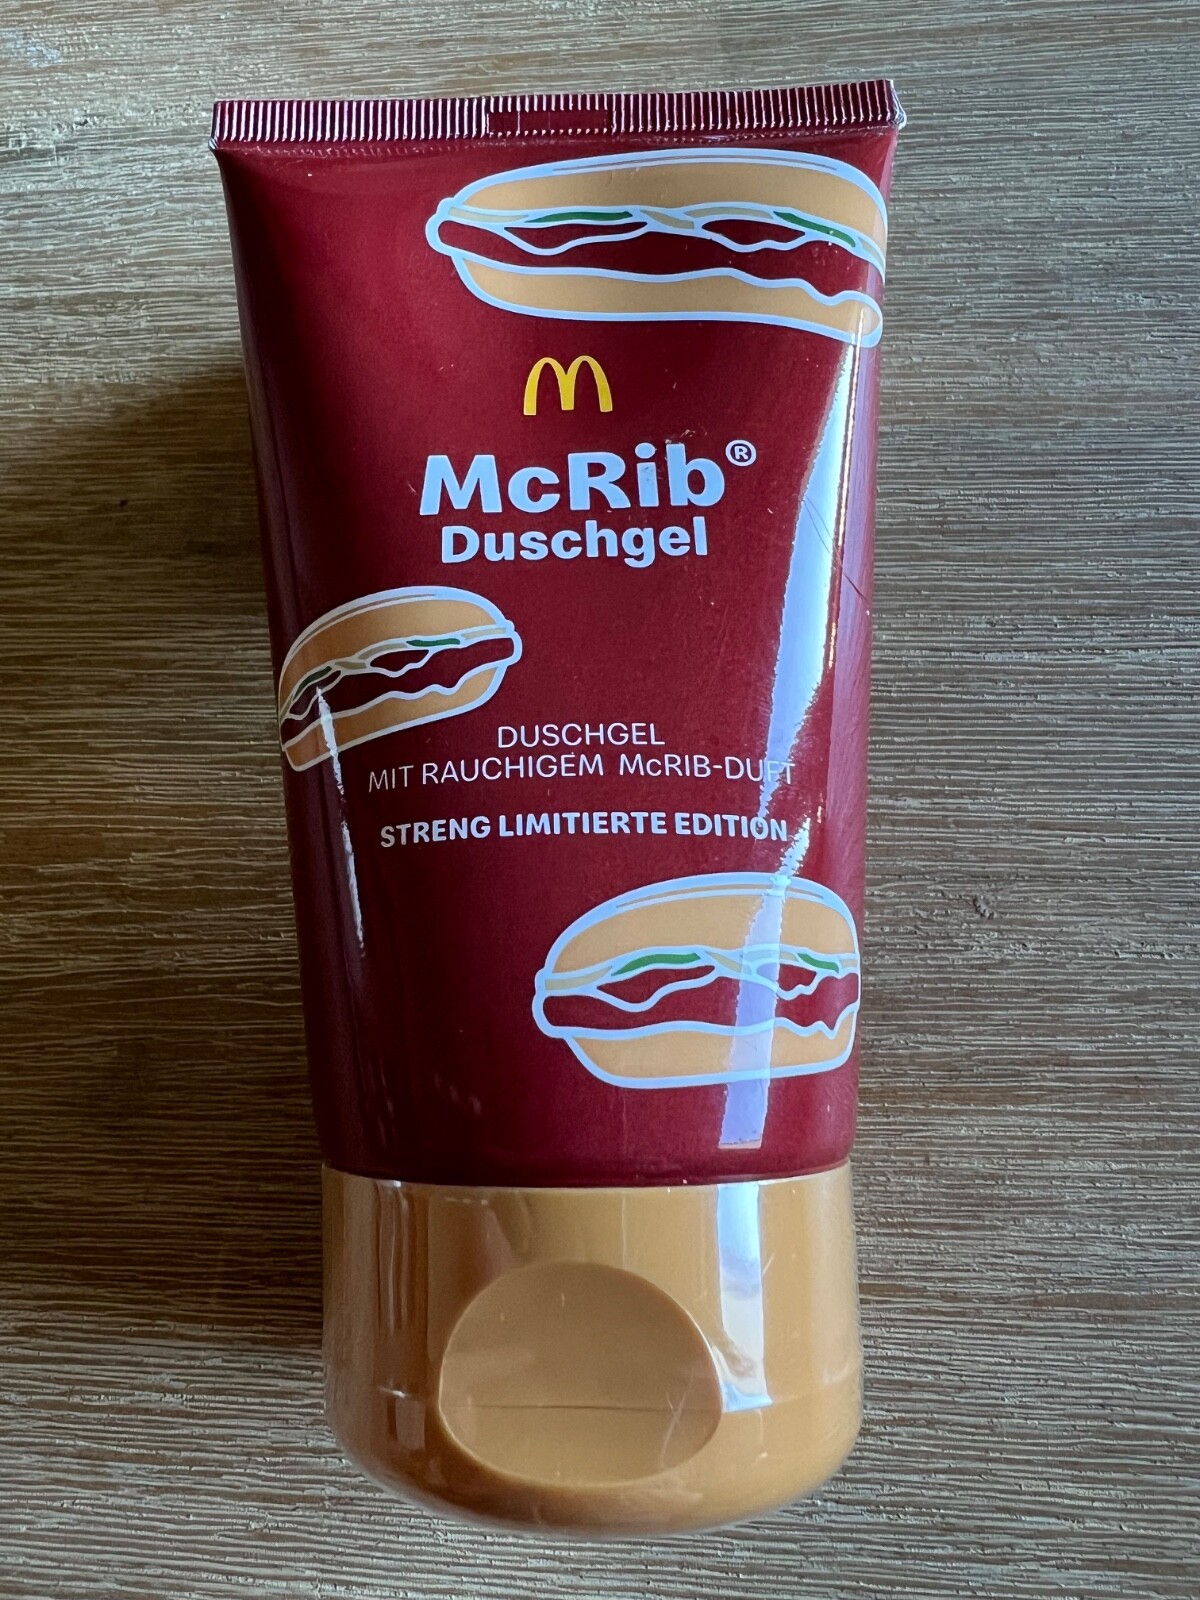 McRib®
Duschgel
DUSCHGEL
MIT RAUCHIGEM McRIB-DUFT
STRENG LIMITIERTE EDITION